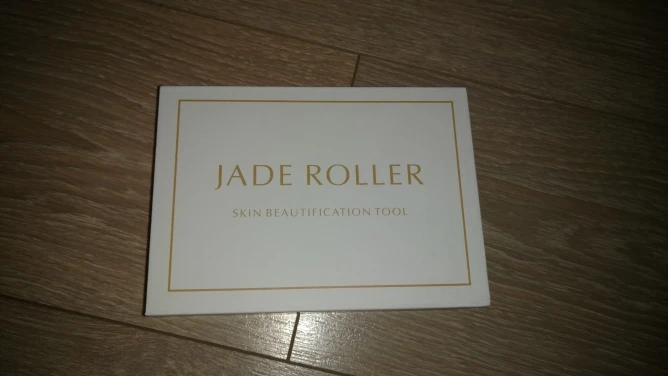 JADE ROLLER
SKIN BEAUTIFICATION TOOL